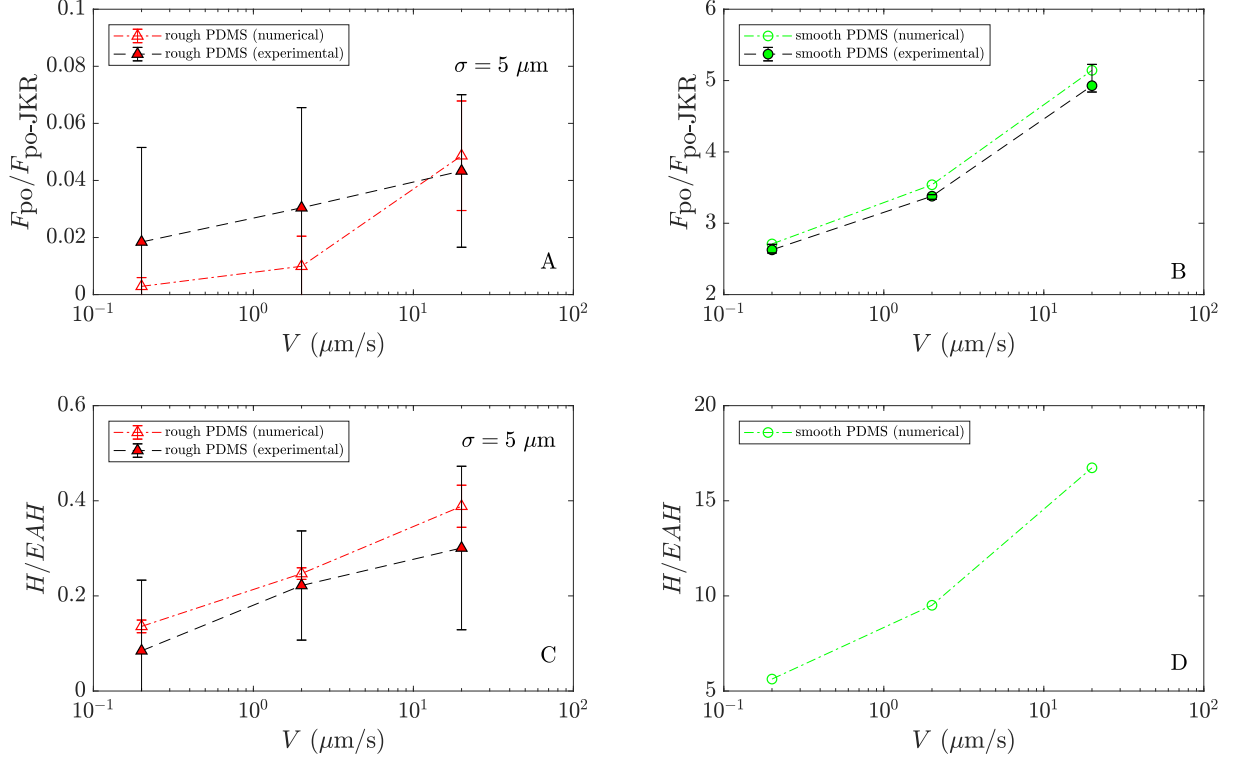 0.1
rough PDMS (numerical)
rough PDMS (experimental)
σ = 5 μm
0.08
0.06
0.04
0.02
0
F_po/F_po-JKR
A
10^-1
10^0
10^1
10^2
V (μm/s)
6
smooth PDMS (numerical)
smooth PDMS (experimental)
5
4
3
2
F_po/F_po-JKR
B
10^-1
10^0
10^1
10^2
V (μm/s)
0.6
rough PDMS (numerical)
rough PDMS (experimental)
σ = 5 μm
0.4
0.2
0
H/EAH
C
10^-1
10^0
10^1
10^2
V (μm/s)
20
smooth PDMS (numerical)
15
10
5
H/EAH
D
10^-1
10^0
10^1
10^2
V (μm/s)